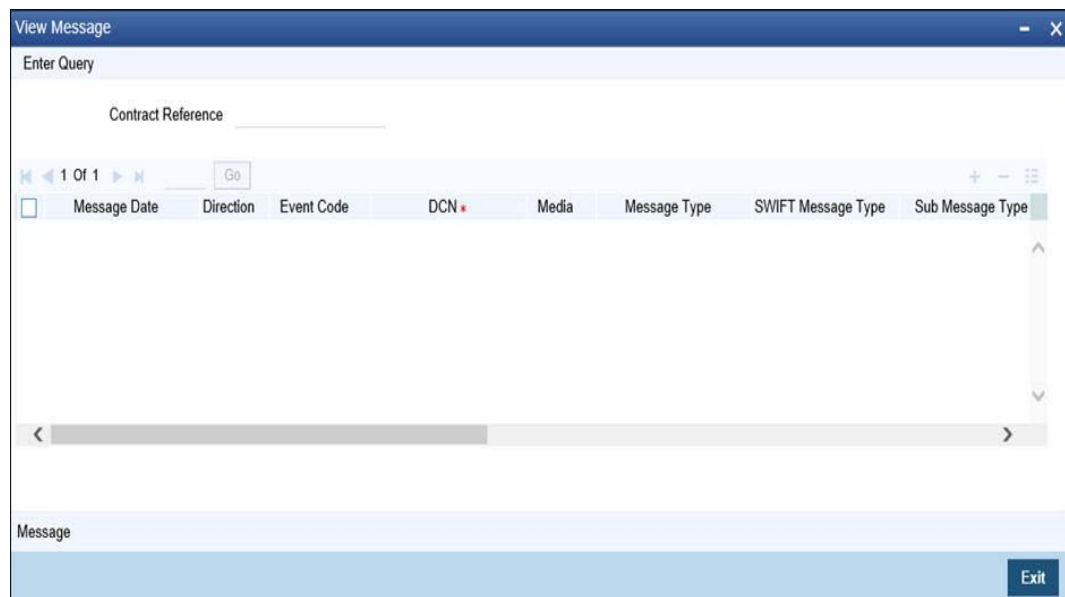 View Message
Enter Query
Contract Reference
1 Of 1 Go
Message Date Direction Event Code DCN * Media Message Type SWIFT Message Type Sub Message Type
Message
Exit